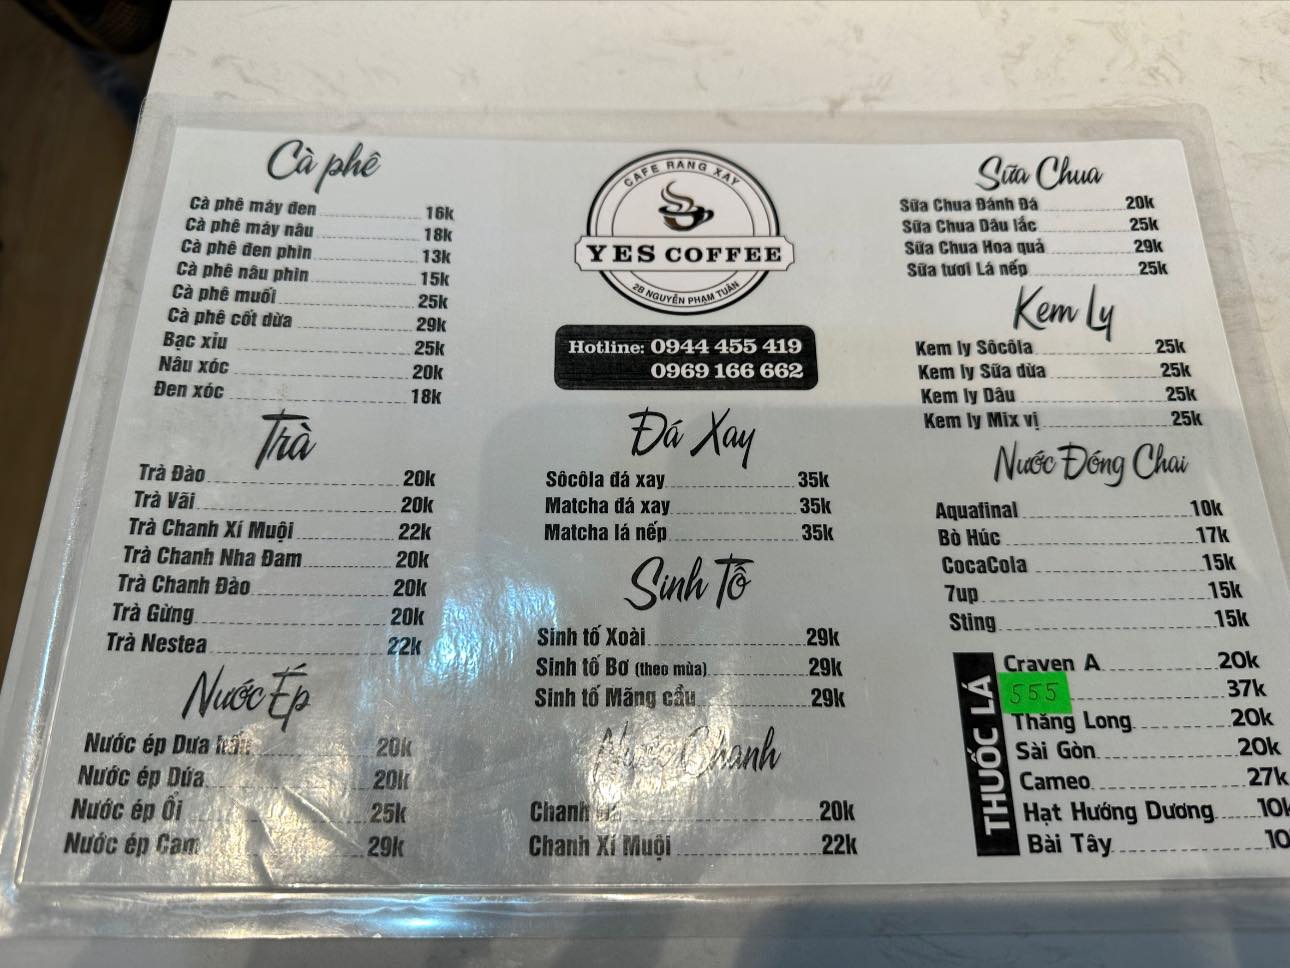 Cà phê
Cà phê máy đen 16k
Cà phê máy nâu 18k
Cà phê đen phin 13k
Cà phê nâu phin 15k
Cà phê muối 25k
Cà phê cốt dừa 29k
Bạc xỉu 25k
Nâu xóc 20k
Đen xóc 18k
Trà
Trà Đào 20k
Trà Vãi 20k
Trà Chanh Xí Muội 22k
Trà Chanh Nha Đam 20k
Trà Chanh Đào 20k
Trà Gừng 20k
Trà Nestea 22k
Nước Ép
Nước ép Dưa 20k
Nước ép Dứa 20k
Nước ép Ổi 25k
Nước ép Cam 29k
CAFE RANG XAY
YES COFFEE
2B NGUYỄN PHẠM TUÂN
Hotline: 0944 455 419
0969 166 662
Đá Xay
Sôcôla đá xay 35k
Matcha đá xay 35k
Matcha lá nếp 35k
Sinh Tố
Sinh tố Xoài 29k
Sinh tố Bơ (theo mùa) 29k
Sinh tố Mãng cầu 29k
Nước Chanh
Chanh 20k
Chanh Xí Muội 22k
Sữa Chua
Sữa Chua Đánh Đá 20k
Sữa Chua Dâu lắc 25k
Sữa Chua Hoa quả 29k
Sữa tươi Lá nếp 25k
Kem Ly
Kem ly Sôcôla 25k
Kem ly Sữa dừa 25k
Kem ly Dâu 25k
Kem ly Mix vị 25k
Nước Đóng Chai
Aquafinal 10k
Bò Húc 17k
CocaCola 15k
7up 15k
Sting 15k
THUỐC LÁ
Craven A 20k
555 37k
Thăng Long 20k
Sài Gòn 20k
Cameo 27k
Hạt Hướng Dương 10k
Bài Tây 10